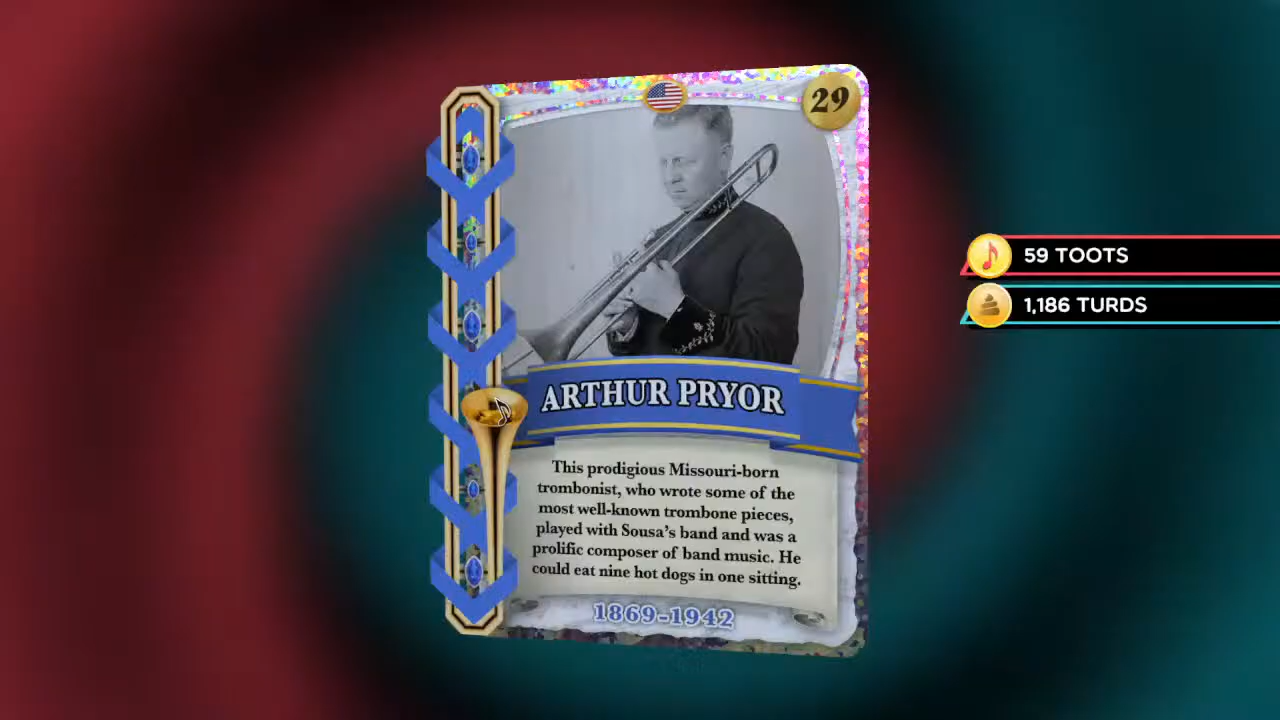 29
59 TOOTS
1,186 TURDS
ARTHUR PRYOR
This prodigious Missouri-born
trombonist, who wrote some of the
most well-known trombone pieces,
played with Sousa's band and was a
prolific composer of band music. He
could eat nine hot dogs in one sitting.
1869-1942